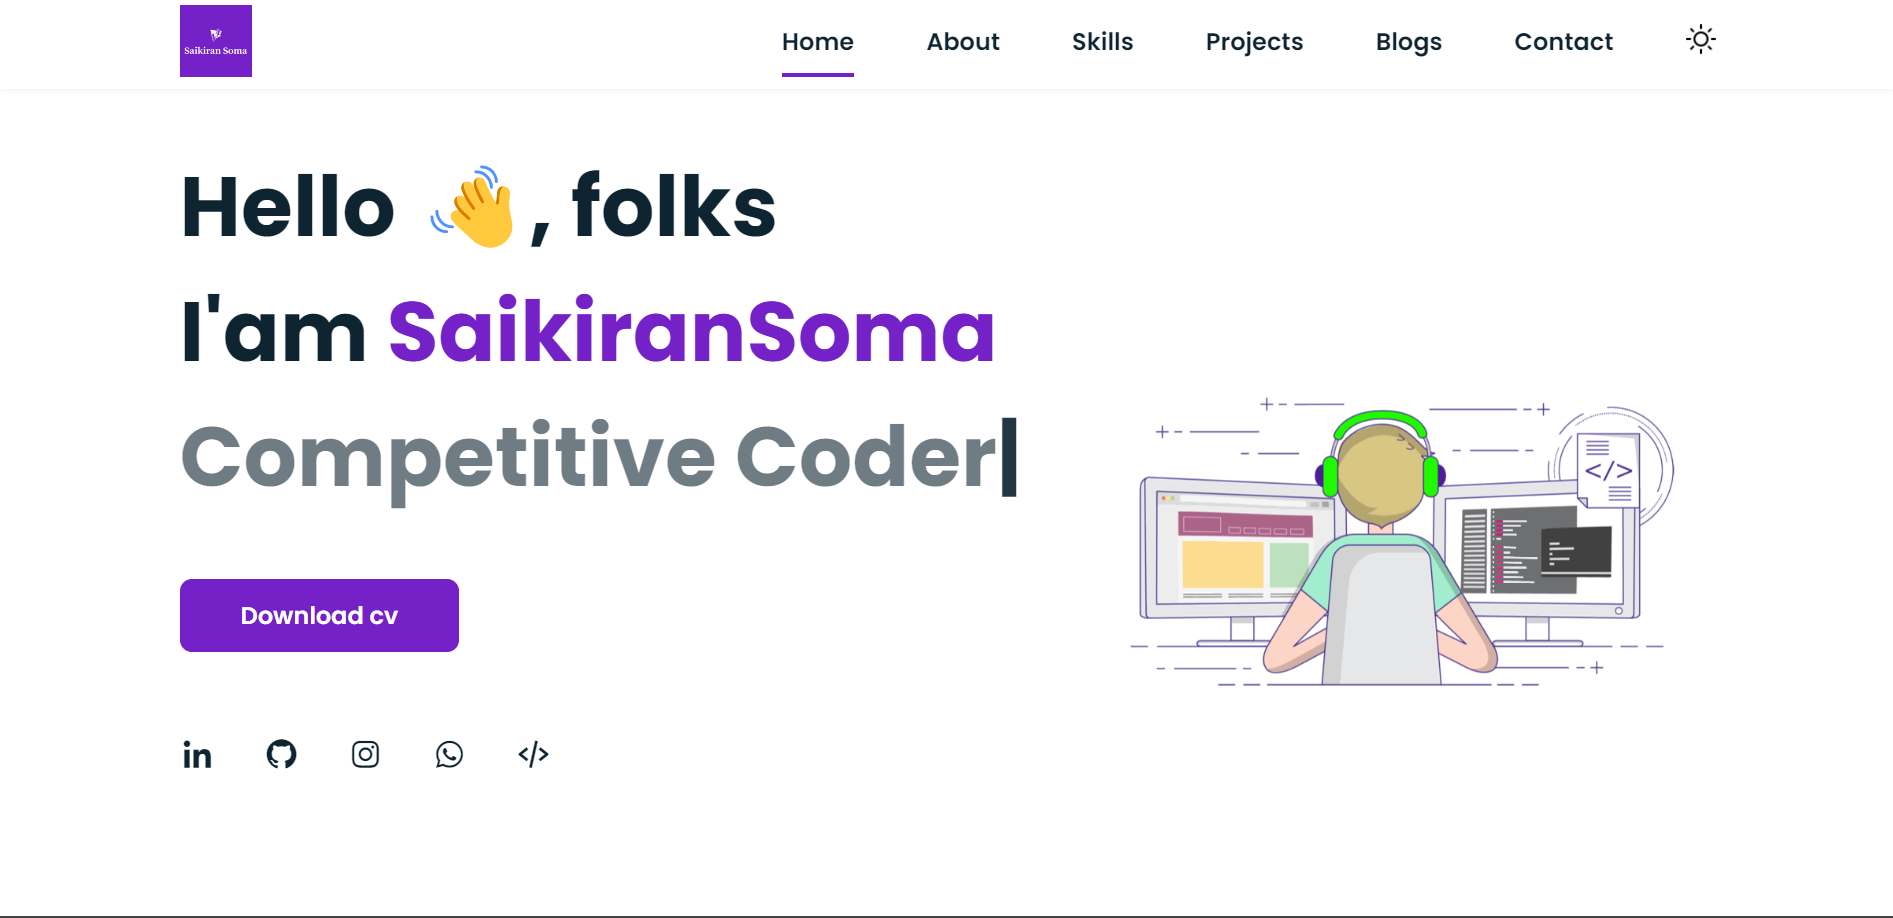 Saikiran Soma
Home About Skills Projects Blogs Contact
Hello 👋, folks
I'am SaikiranSoma
Competitive Coder|
</>
Download cv
in </>